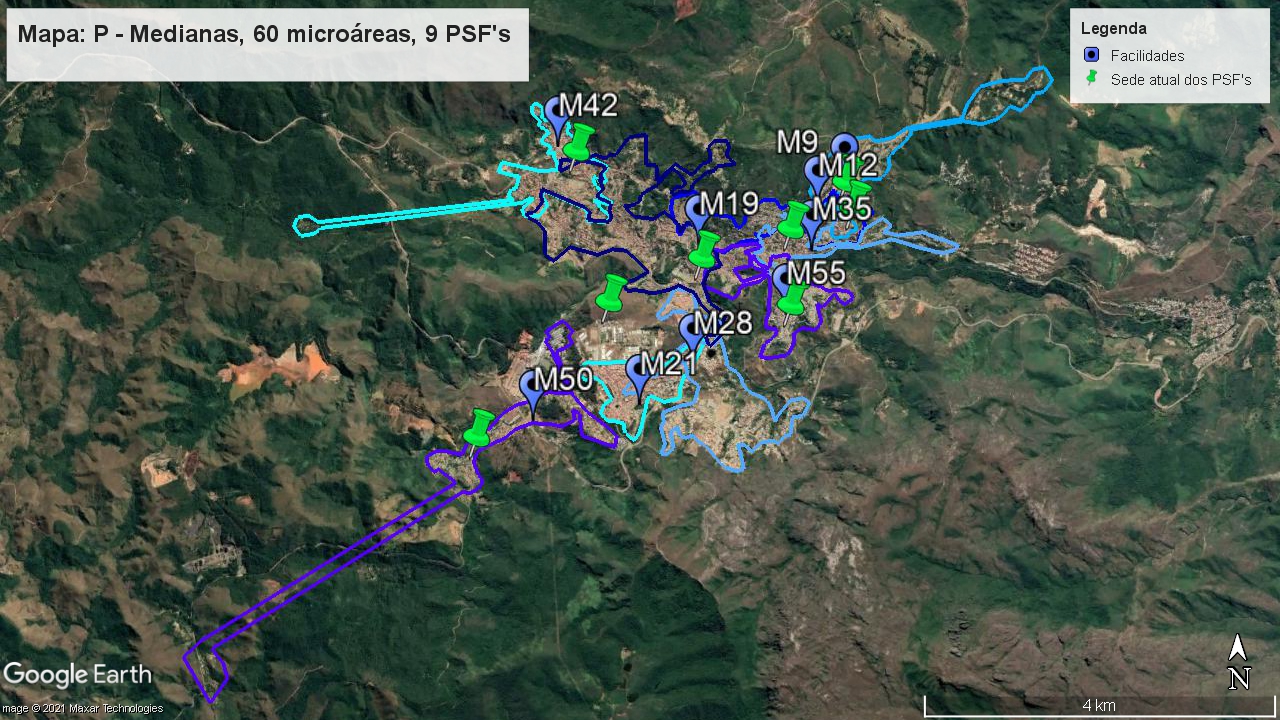 Mapa: P - Medianas, 60 microáreas, 9 PSF's
Legenda
Facilidades
Sede atual dos PSF's
M42
M9
M12
M19
M35
M55
M28
M21
M50
Google Earth
mage © 2021 Maxar Technologies
N
4 km